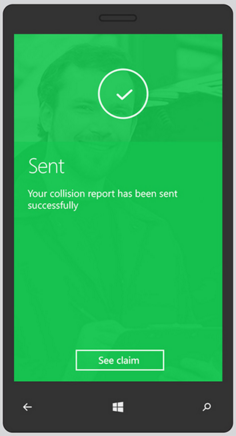 Sent
Your collision report has been sent
successfully
See claim